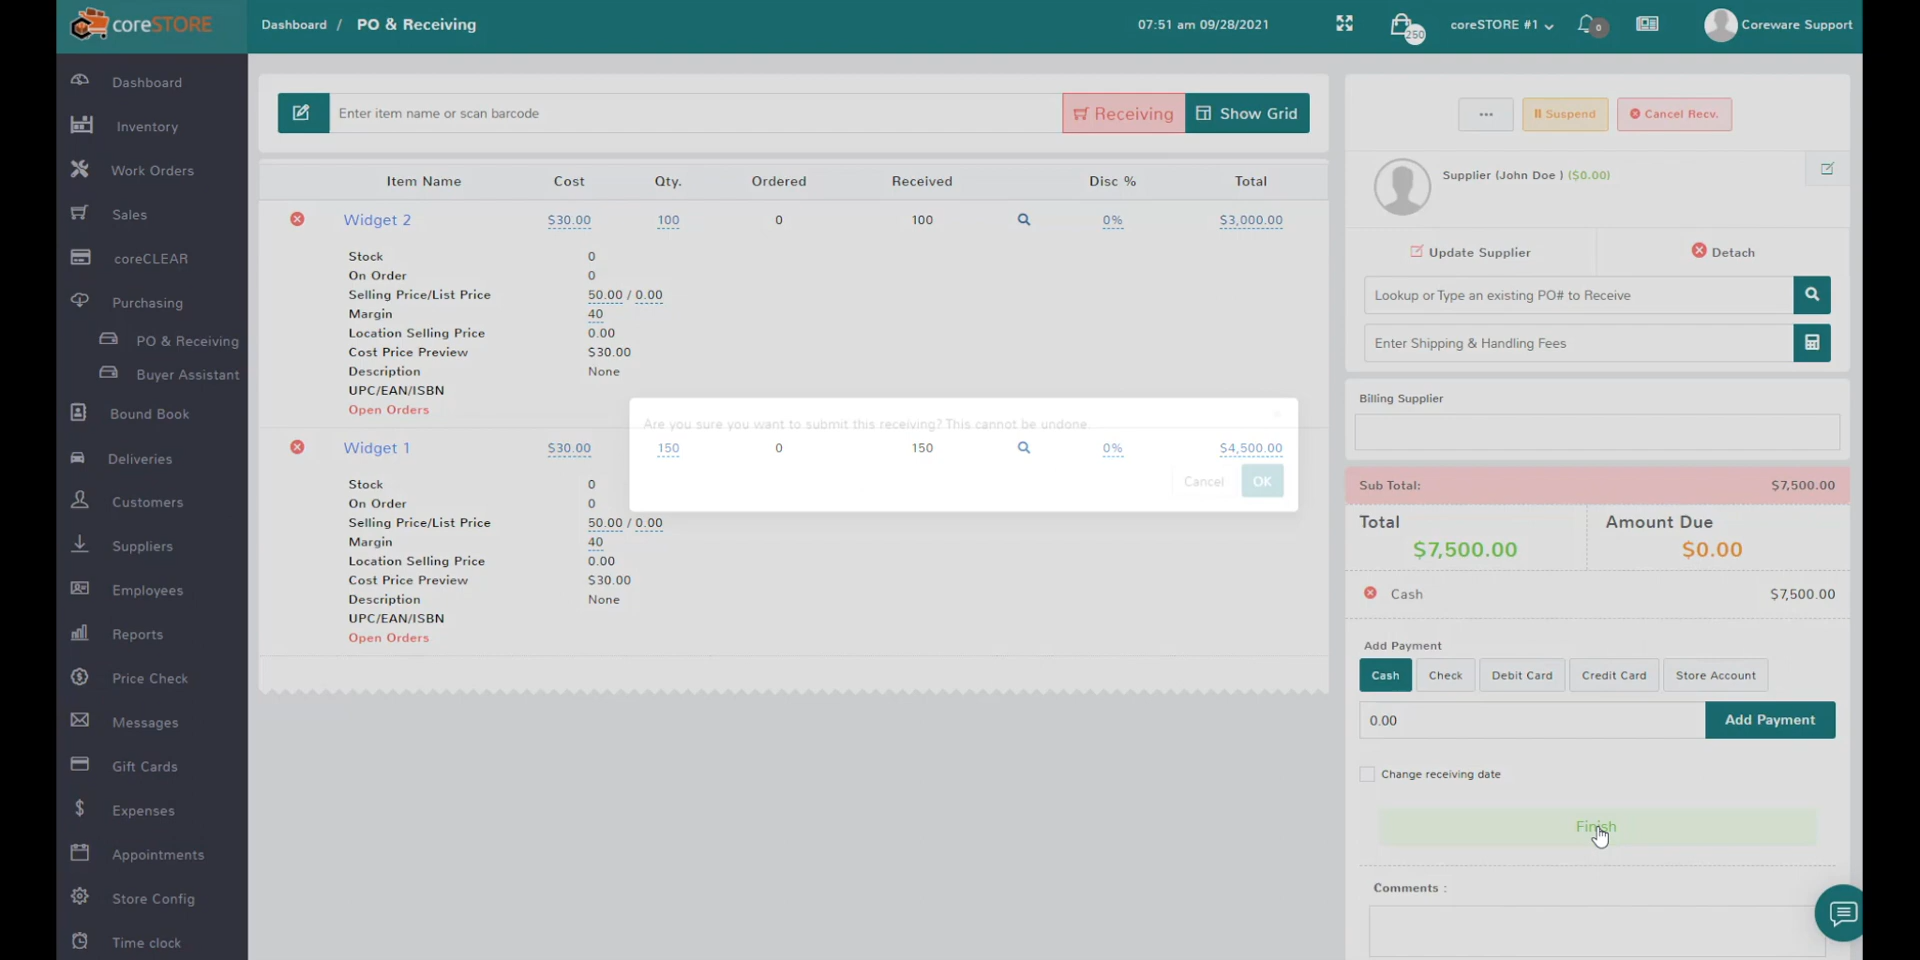 coreSTORE
Dashboard / PO & Receiving
07:51 am 09/28/2021
250
coreSTORE #1
0
Coreware Support
Dashboard
Inventory
Work Orders
Sales
coreCLEAR
Purchasing
PO & Receiving
Buyer Assistant
Bound Book
Deliveries
Customers
Suppliers
Employees
Reports
Price Check
Messages
Gift Cards
Expenses
Appointments
Store Config
Time clock
Enter item name or scan barcode
Receiving
Show Grid
Item Name Cost Qty. Ordered Received Disc % Total
Widget 2 $30.00 100 0 100 0% $3,000.00
Stock 0
On Order 0
Selling Price/List Price 50.00 / 0.00
Margin 40
Location Selling Price 0.00
Cost Price Preview $30.00
Description None
UPC/EAN/ISBN
Open Orders
Are you sure you want to submit this receiving? This cannot be undone.
Widget 1 $30.00 150 0 150 0% $4,500.00
Cancel OK
Stock 0
On Order 0
Selling Price/List Price 50.00 / 0.00
Margin 40
Location Selling Price 0.00
Cost Price Preview $30.00
Description None
UPC/EAN/ISBN
Open Orders
... Suspend Cancel Recv.
Supplier (John Doe ) ($0.00)
Update Supplier Detach
Lookup or Type an existing PO# to Receive
Enter Shipping & Handling Fees
Billing Supplier
Sub Total: $7,500.00
Total Amount Due
$7,500.00 $0.00
Cash $7,500.00
Add Payment
Cash Check Debit Card Credit Card Store Account
0.00 Add Payment
Change receiving date
Finish
Comments :